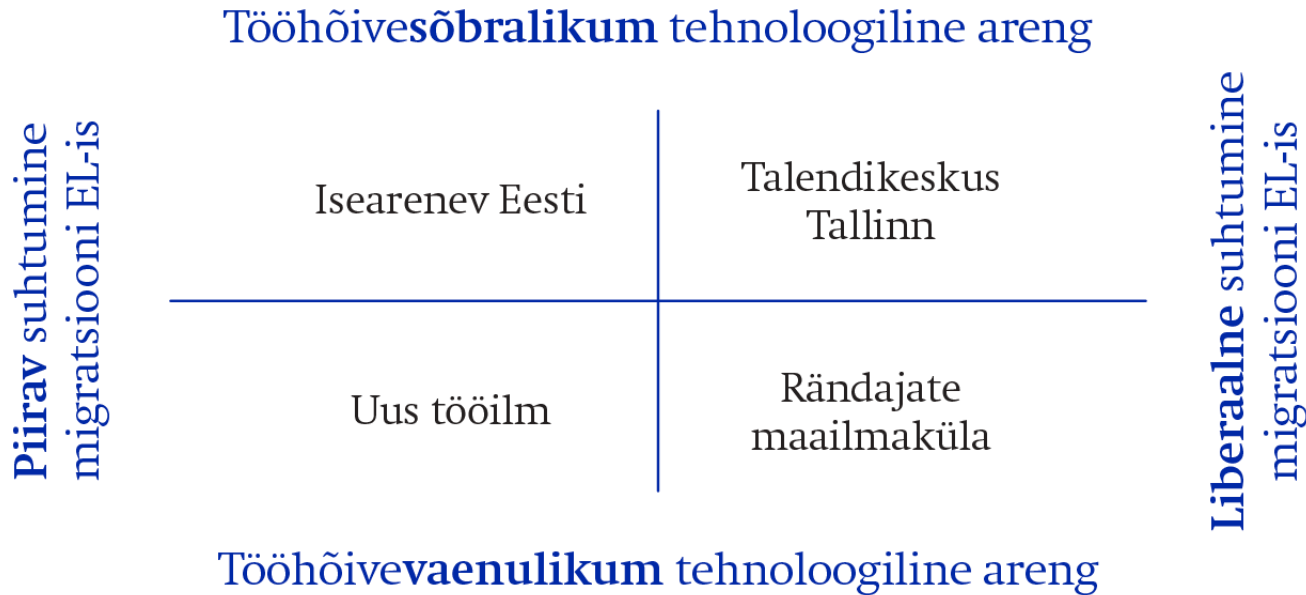 Tööhõivesõbralikum tehnoloogiline areng
Piirav suhtumine
migratsiooni EL-is
Isearenev Eesti
Talendikeskus
Tallinn
Uus tööilm
Rändajate
maailmaküla
Liberaalne suhtumine
migratsiooni EL-is
Tööhõivevaenulikum tehnoloogiline areng